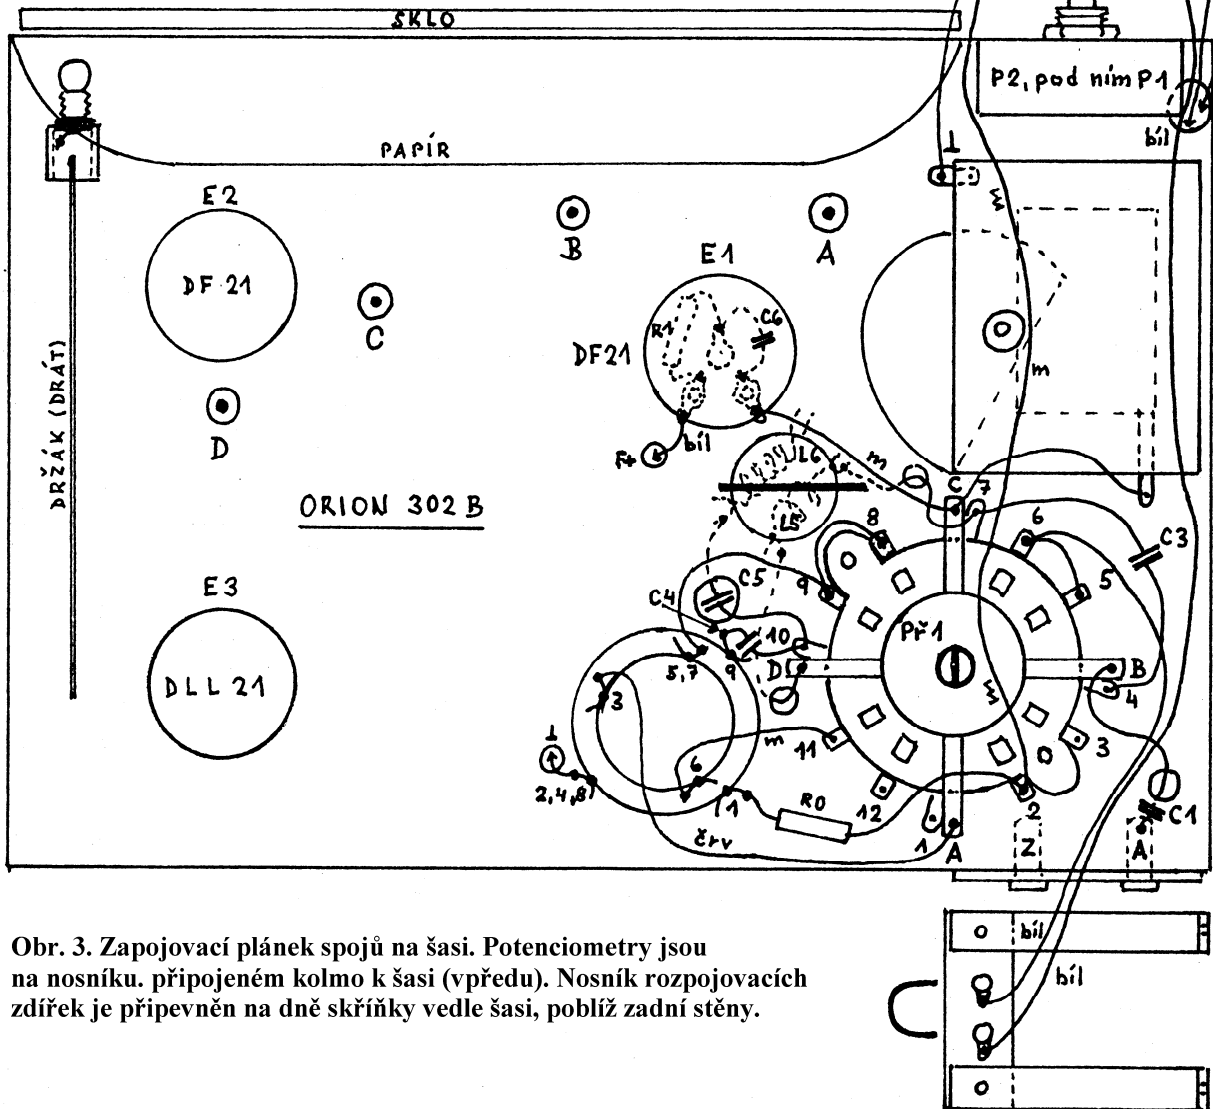 SKLO
P2, pod ním P1
bíl
PAPÍR
⊥
E2
DF 21
B
A
E1
C
R1
C6
DF21
DRŽÁK (DRÁT)
m
D
bíl
F+
L6
m
ORION 302 B
C
7
8
6
L5
C3
E3
C5
9
5
C4
10
Př1
DLL 21
5,7
9
D
B
3
4
⊥
m
11
3
6
2,4,8
1
R0
12
2
C1
črv
1
A
Z
A
bíl
bíl
Obr. 3. Zapojovací plánek spojů na šasi. Potenciometry jsou
na nosníku. připojeném kolmo k šasi (vpředu). Nosník rozpojovacích
zdířek je připevněn na dně skříňky vedle šasi, poblíž zadní stěny.